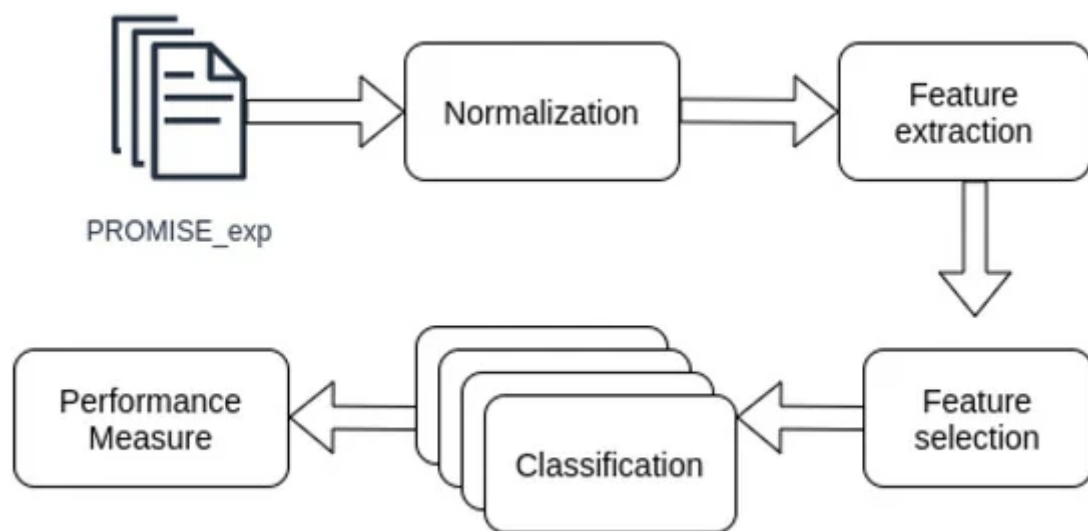 PROMISE_exp
Normalization
Feature
extraction
Feature
selection
Classification
Performance
Measure